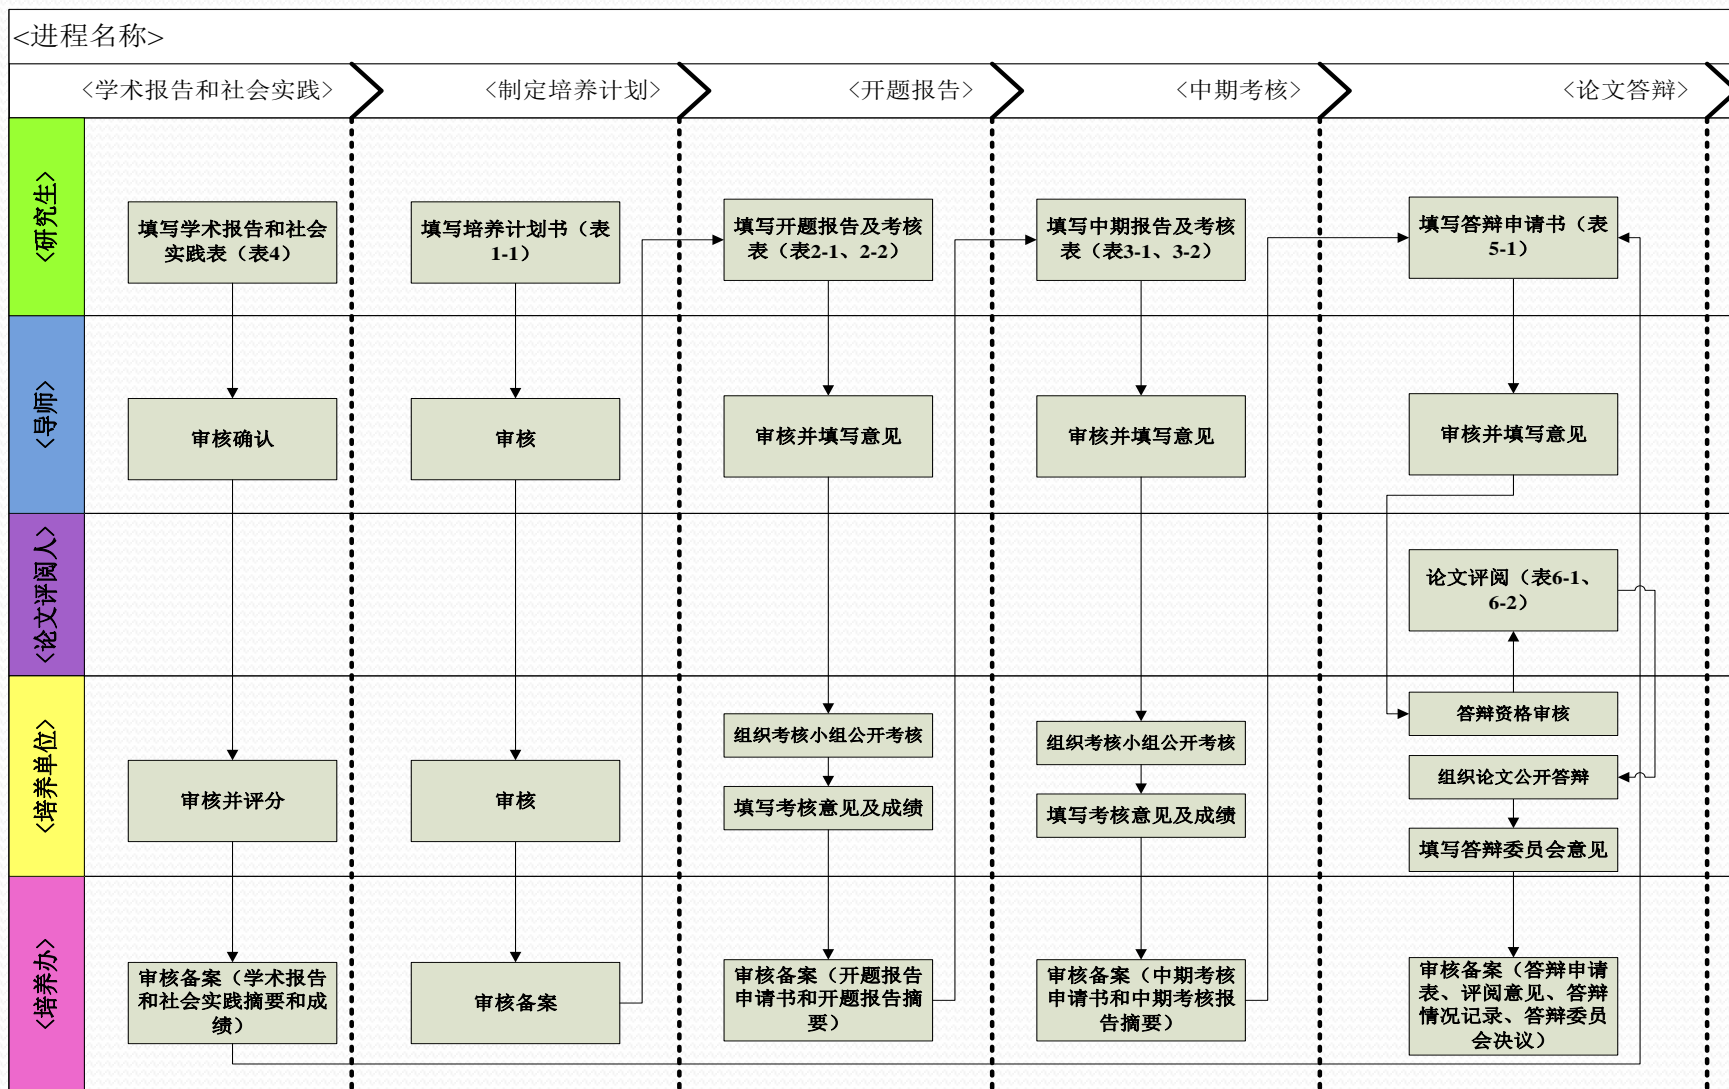 <进程名称>
<学术报告和社会实践>
<制定培养计划>
<开题报告>
<中期考核>
<论文答辩>
<研究生>
填写学术报告和社会
实践表（表4）
填写培养计划书（表
1-1）
填写开题报告及考核
表（表2-1、2-2）
填写中期报告及考核
表（表3-1、3-2）
填写答辩申请书（表
5-1）
<导师>
审核确认
审核
审核并填写意见
审核并填写意见
审核并填写意见
<论文评阅人>
论文评阅（表6-1、
6-2）
<培养单位>
审核并评分
审核
组织考核小组公开考核
填写考核意见及成绩
组织考核小组公开考核
填写考核意见及成绩
答辩资格审核
组织论文公开答辩
填写答辩委员会意见
<培养办>
审核备案（学术报告
和社会实践摘要和成
绩）
审核备案
审核备案（开题报告
申请书和开题报告摘
要）
审核备案（中期考核
申请书和中期考核报
告摘要）
审核备案（答辩申请
表、评阅意见、答辩
情况记录、答辩委员
会决议）